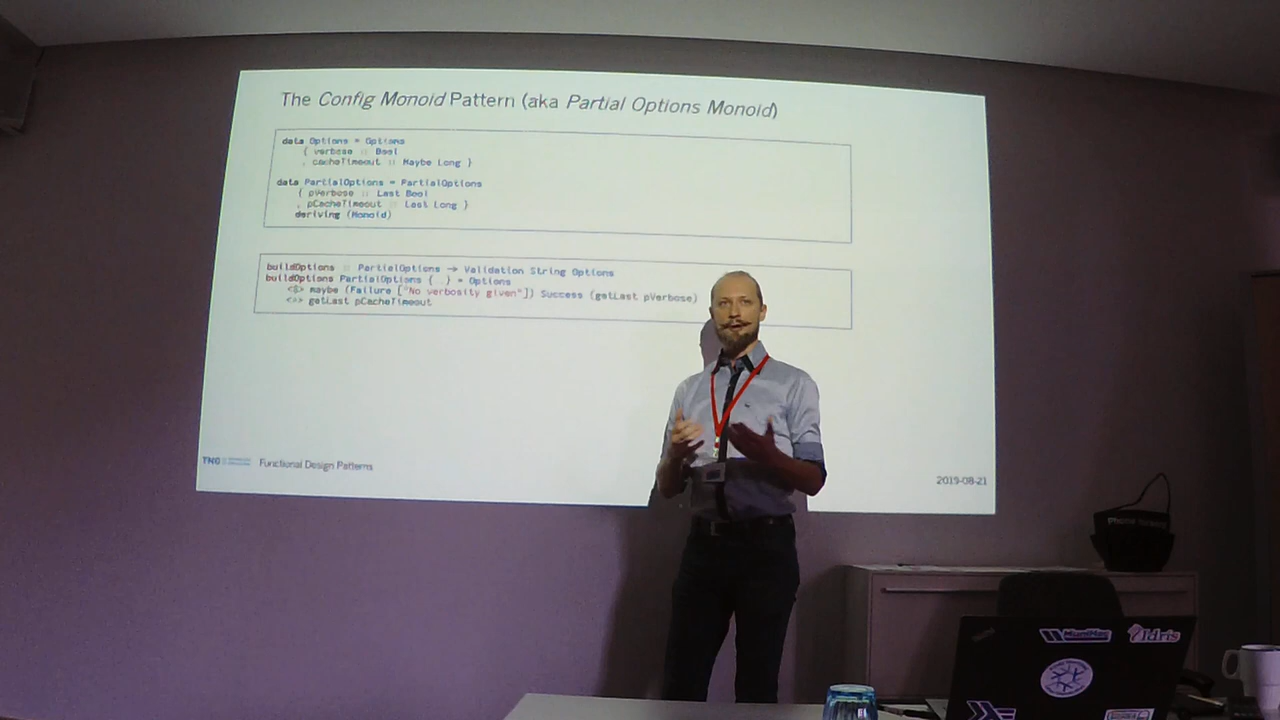 The Config Monoid Pattern (aka Partial Options Monoid)
data Options = Options
{ verbose :: Bool
, cacheTimeout :: Maybe Long }
data PartialOptions = PartialOptions
{ pVerbose :: Last Bool
, pCacheTimeout :: Last Long }
deriving (Monoid)
buildOptions :: PartialOptions -> Validation String Options
buildOptions PartialOptions {..} = Options
<$> maybe (Failure ["No verbosity given"]) Success (getLast pVerbose)
<*> getLast pCacheTimeout
TNG
Functional Design Patterns
2019-08-21
Idris